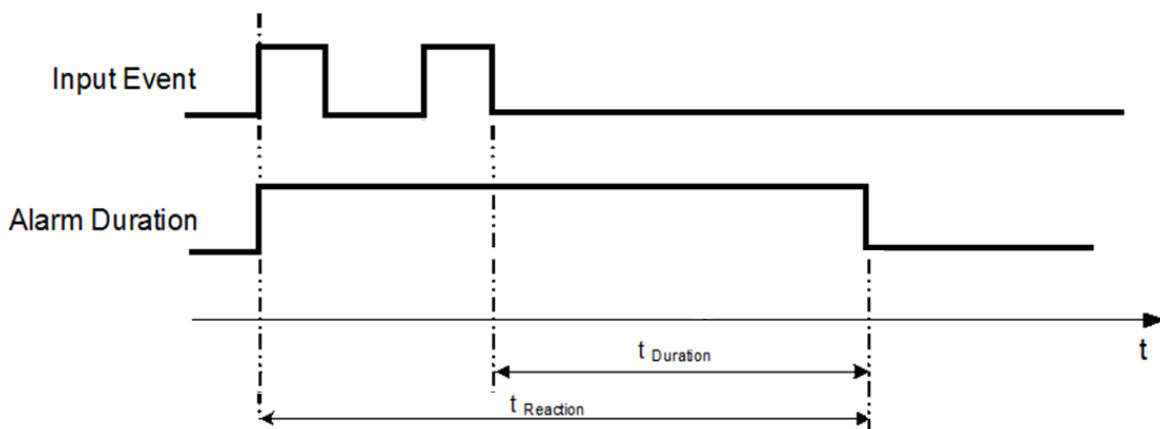 Input Event
Alarm Duration
t
t Duration
t Reaction